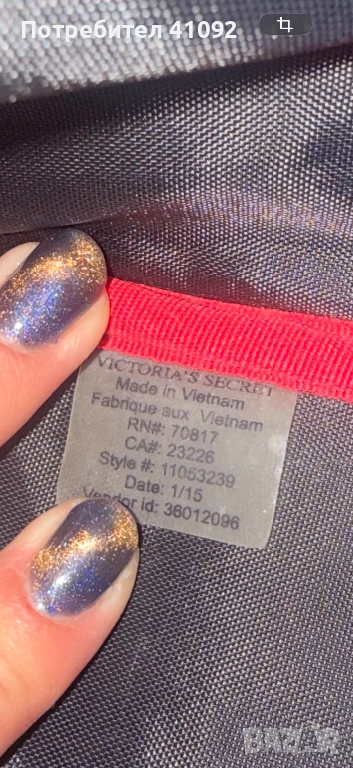 Потребител 41092
VICTORIA'S SECRET
Made in Vietnam
Fabrique aux Vietnam
RN#: 70817
CA#: 23226
Style #: 11053239
Date: 1/15
Vendor id: 36012096
BAZAR